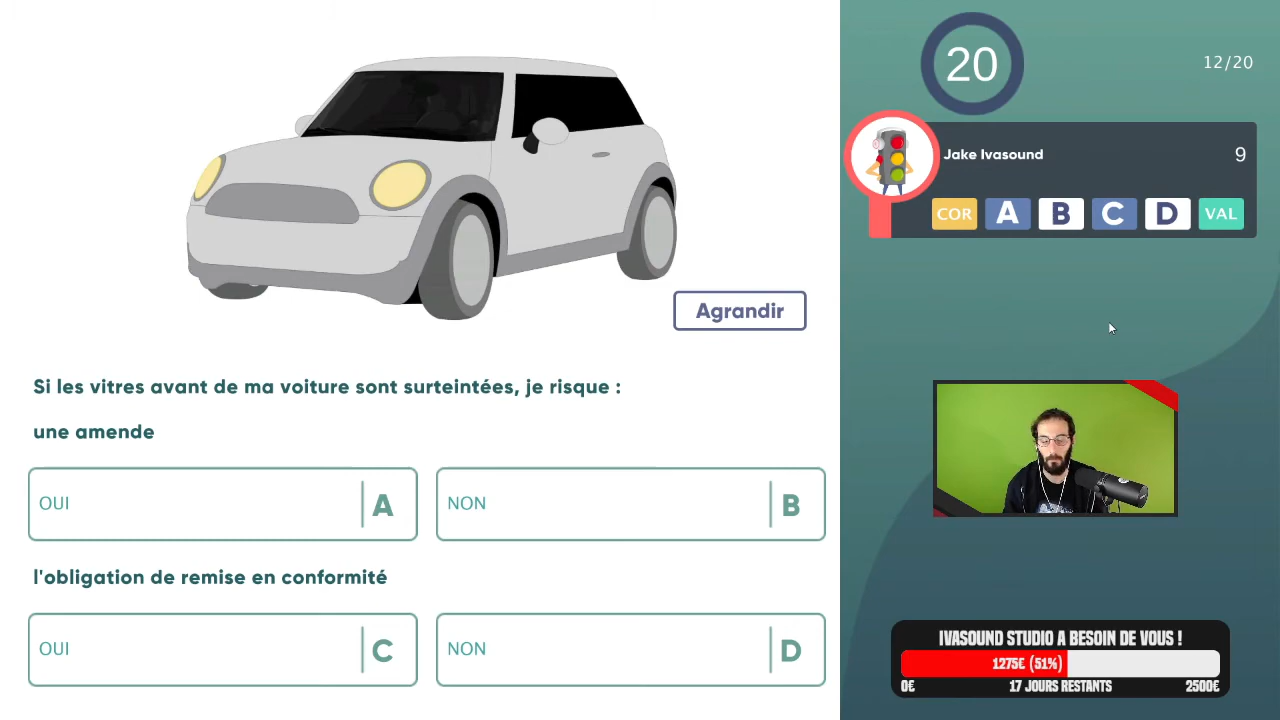 20
12/20
Jake Ivasound
9
COR A B C D VAL
Agrandir
Si les vitres avant de ma voiture sont surteintées, je risque :
une amende
OUI A
NON B
l'obligation de remise en conformité
OUI C
NON D
IVASOUND STUDIO A BESOIN DE VOUS !
1275€ (51%)
0€ 17 JOURS RESTANTS 2500€